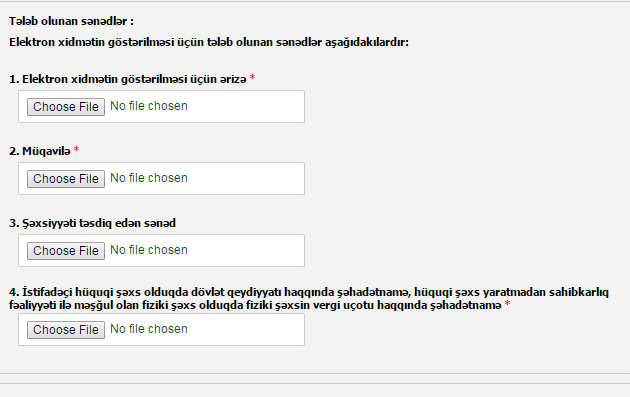 Tələb olunan sənədlər :
Elektron xidmətin göstərilməsi üçün tələb olunan sənədlər aşağıdakılardır:
1. Elektron xidmətin göstərilməsi üçün ərizə *
Choose File No file chosen
2. Müqavilə *
Choose File No file chosen
3. Şəxsiyyəti təsdiq edən sənəd
Choose File No file chosen
4. İstifadəçi hüquqi şəxs olduqda dövlət qeydiyyatı haqqında şəhadətnamə, hüquqi şəxs yaratmadan sahibkarlıq
fəaliyyəti ilə məşğul olan fiziki şəxs olduqda fiziki şəxsin vergi uçotu haqqında şəhadətnamə *
Choose File No file chosen